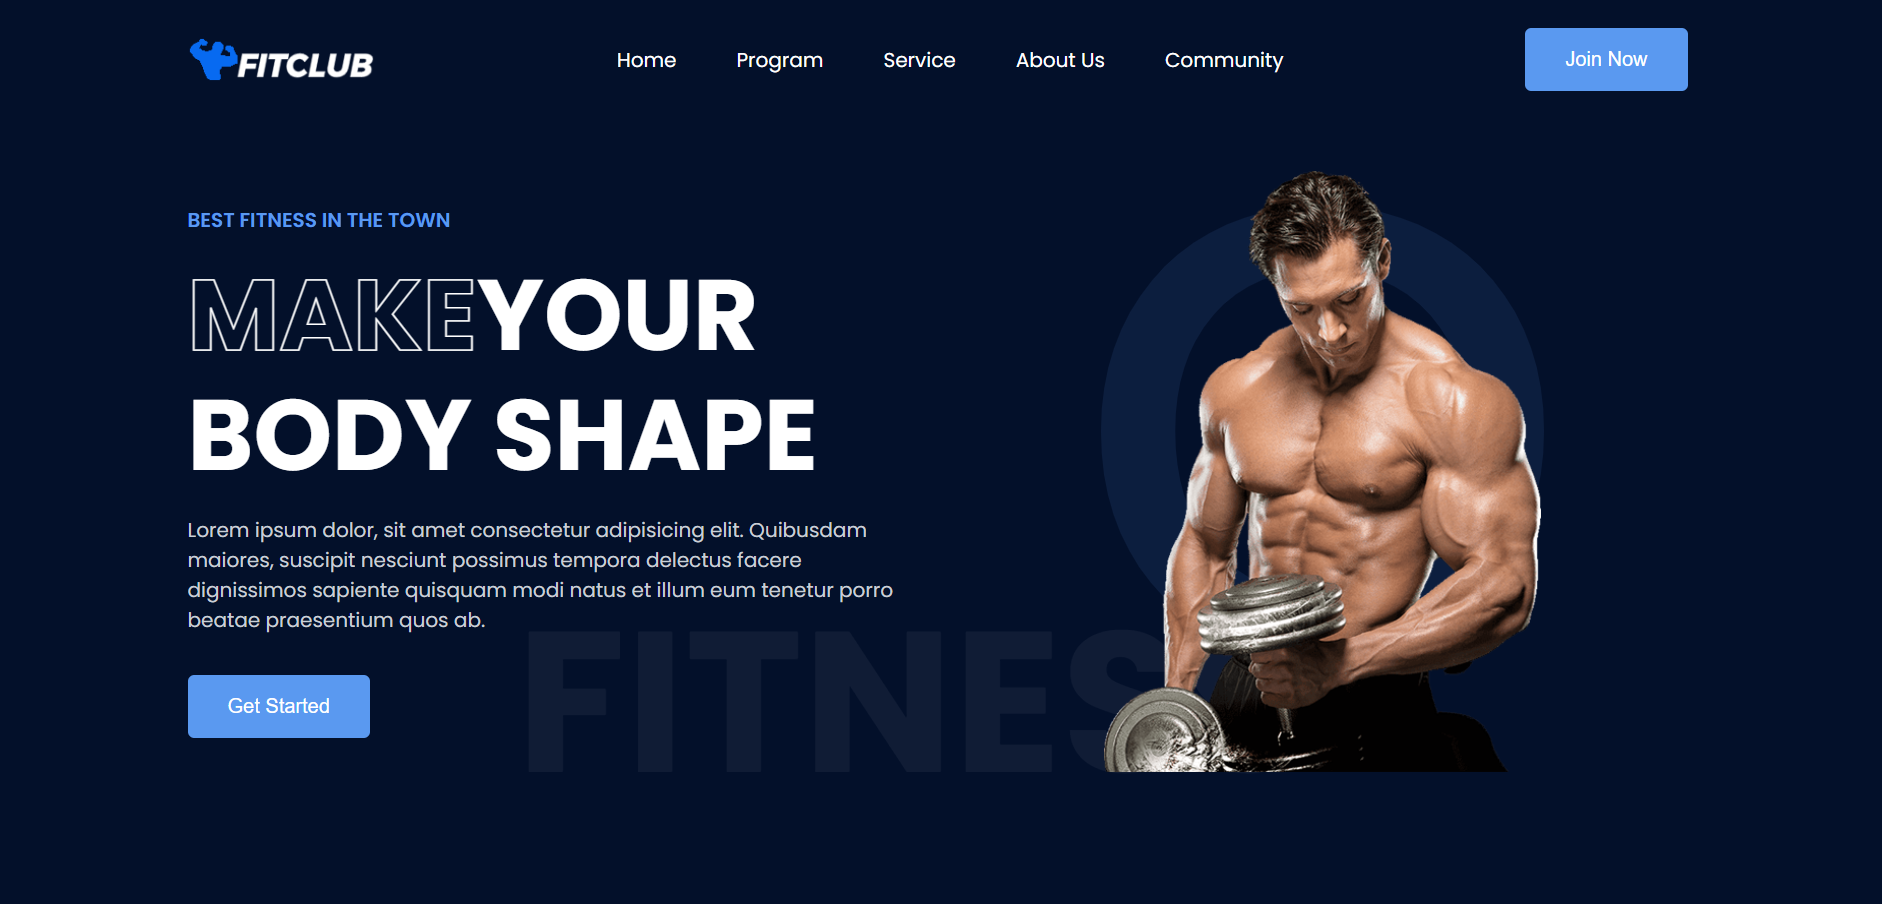 FITCLUB
Home
Program
Service
About Us
Community
Join Now
BEST FITNESS IN THE TOWN
MAKEYOUR
BODY SHAPE
Lorem ipsum dolor, sit amet consectetur adipisicing elit. Quibusdam
maiores, suscipit nesciunt possimus tempora delectus facere
dignissimos sapiente quisquam modi natus et illum eum tenetur porro
beatae praesentium quos ab.
FITNES
Get Started